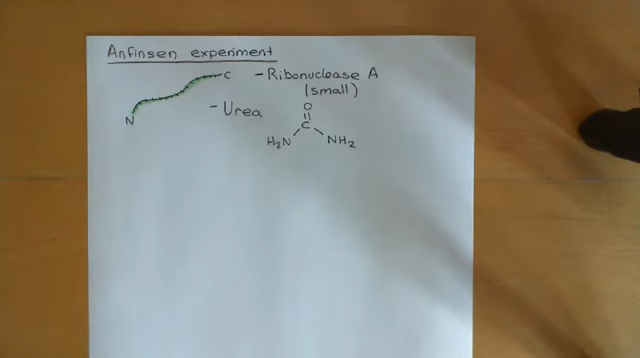 Anfinsen experiment
C - Ribonuclease A
(small)
N - Urea
O
C
H₂N NH₂